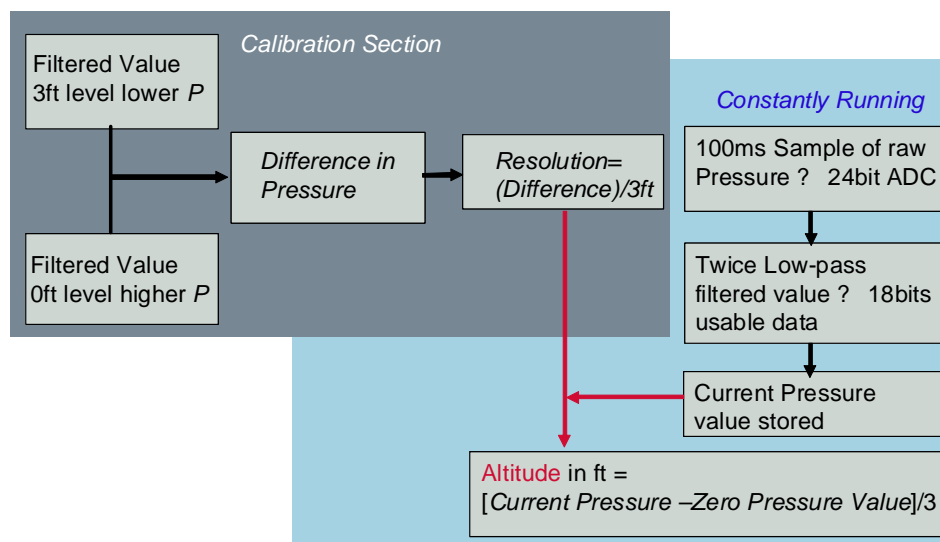 Calibration Section
Filtered Value
3ft level lower P
Difference in
Pressure
Resolution=
(Difference)/3ft
Filtered Value
0ft level higher P
Constantly Running
100ms Sample of raw
Pressure ? 24bit ADC
Twice Low-pass
filtered value ? 18bits
usable data
Current Pressure
value stored
Altitude in ft =
[Current Pressure –Zero Pressure Value]/3